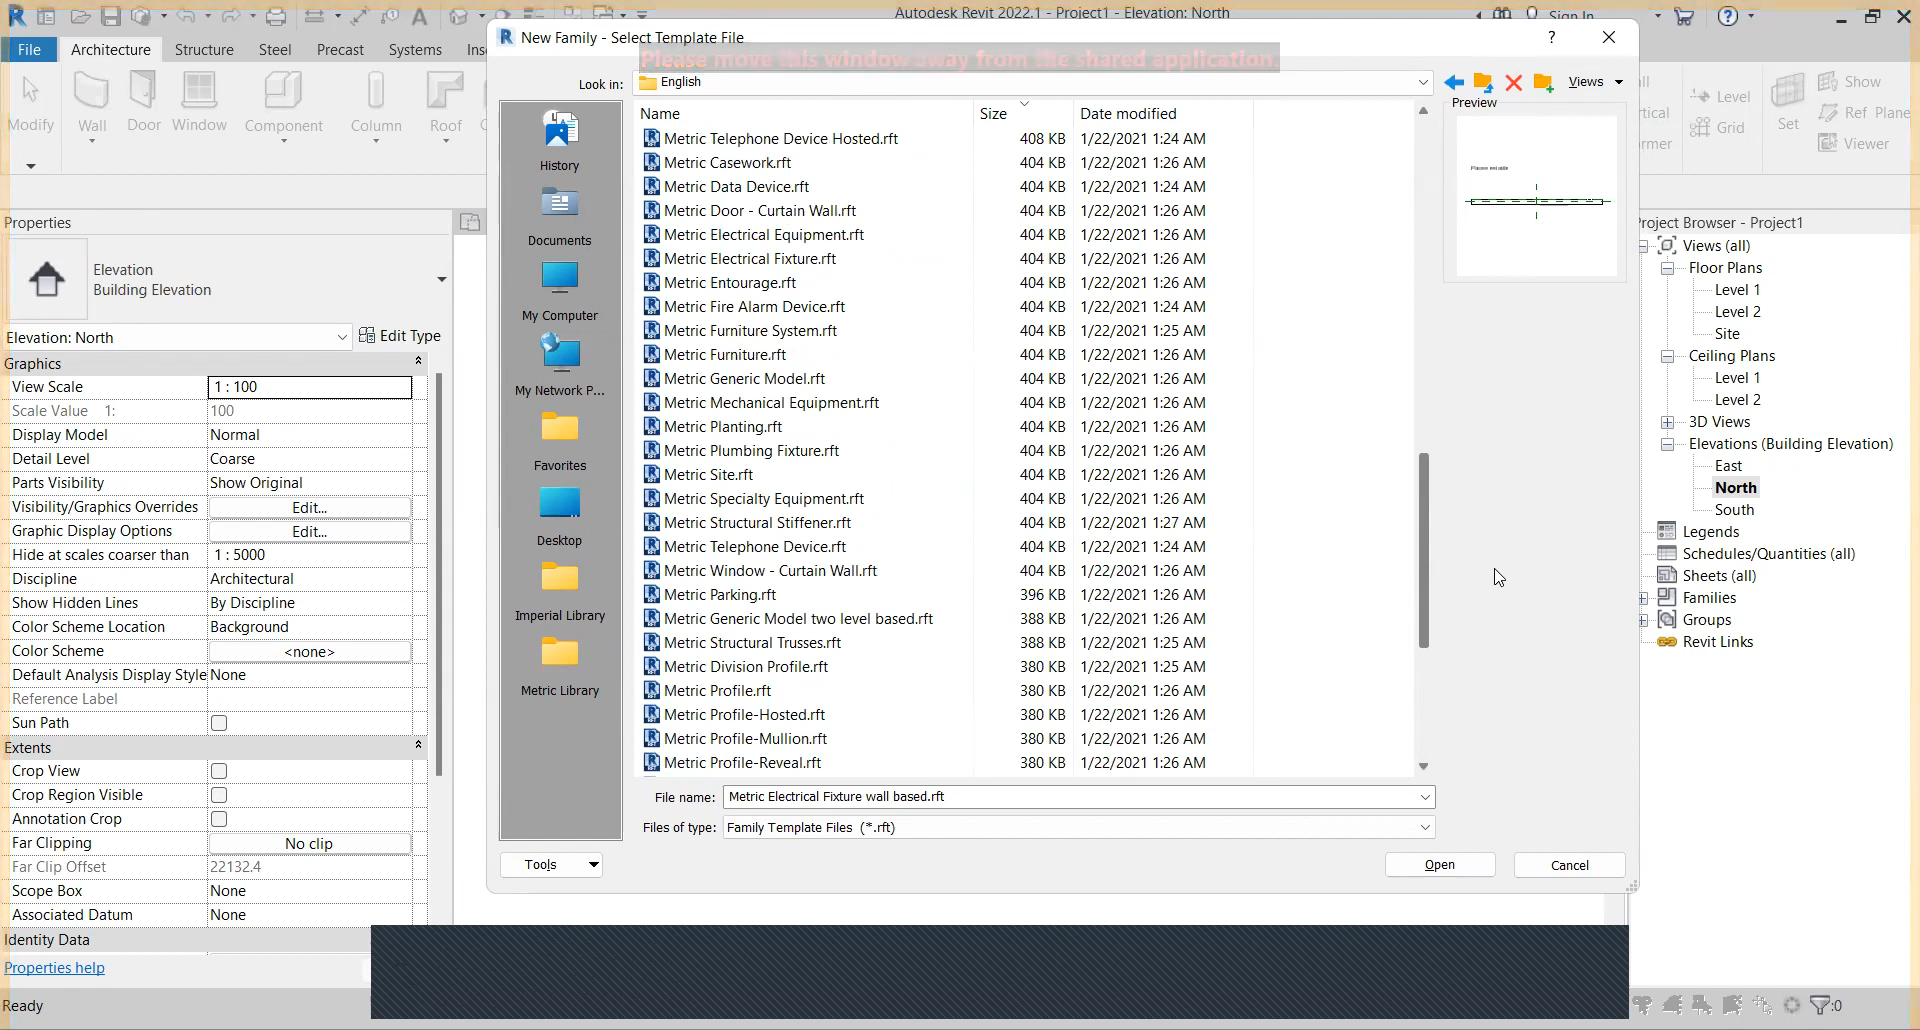 Autodesk Revit 2022.1 - Project1 - Elevation: North
Sign In
File
Architecture
Structure
Steel
Precast
Systems
Modify
Wall
Door
Window
Component
Column
Roof
Show
Level
Ref Plane
Grid
Set
Viewer
Properties
Elevation
Building Elevation
Elevation: North
Edit Type
Graphics
View Scale
1 : 100
Scale Value 1:
100
Display Model
Normal
Detail Level
Coarse
Parts Visibility
Show Original
Visibility/Graphics Overrides
Edit...
Graphic Display Options
Edit...
Hide at scales coarser than
1 : 5000
Discipline
Architectural
Show Hidden Lines
By Discipline
Color Scheme Location
Background
Color Scheme
<none>
Default Analysis Display Style
None
Reference Label
Sun Path
Extents
Crop View
Crop Region Visible
Annotation Crop
Far Clipping
No clip
Far Clip Offset
22132.4
Scope Box
None
Associated Datum
None
Identity Data
Properties help
Ready
New Family - Select Template File
Please move this window away from the shared application.
Look in:
English
Views
History
Documents
My Computer
My Network P...
Favorites
Desktop
Imperial Library
Metric Library
Name Size Date modified
Metric Telephone Device Hosted.rft 408 KB 1/22/2021 1:24 AM
Metric Casework.rft 404 KB 1/22/2021 1:26 AM
Metric Data Device.rft 404 KB 1/22/2021 1:24 AM
Metric Door - Curtain Wall.rft 404 KB 1/22/2021 1:26 AM
Metric Electrical Equipment.rft 404 KB 1/22/2021 1:26 AM
Metric Electrical Fixture.rft 404 KB 1/22/2021 1:26 AM
Metric Entourage.rft 404 KB 1/22/2021 1:26 AM
Metric Fire Alarm Device.rft 404 KB 1/22/2021 1:24 AM
Metric Furniture System.rft 404 KB 1/22/2021 1:25 AM
Metric Furniture.rft 404 KB 1/22/2021 1:26 AM
Metric Generic Model.rft 404 KB 1/22/2021 1:26 AM
Metric Mechanical Equipment.rft 404 KB 1/22/2021 1:26 AM
Metric Planting.rft 404 KB 1/22/2021 1:26 AM
Metric Plumbing Fixture.rft 404 KB 1/22/2021 1:26 AM
Metric Site.rft 404 KB 1/22/2021 1:26 AM
Metric Specialty Equipment.rft 404 KB 1/22/2021 1:26 AM
Metric Structural Stiffener.rft 404 KB 1/22/2021 1:27 AM
Metric Telephone Device.rft 404 KB 1/22/2021 1:24 AM
Metric Window - Curtain Wall.rft 404 KB 1/22/2021 1:26 AM
Metric Parking.rft 396 KB 1/22/2021 1:26 AM
Metric Generic Model two level based.rft 388 KB 1/22/2021 1:26 AM
Metric Structural Trusses.rft 388 KB 1/22/2021 1:25 AM
Metric Division Profile.rft 380 KB 1/22/2021 1:25 AM
Metric Profile.rft 380 KB 1/22/2021 1:26 AM
Metric Profile-Hosted.rft 380 KB 1/22/2021 1:26 AM
Metric Profile-Mullion.rft 380 KB 1/22/2021 1:26 AM
Metric Profile-Reveal.rft 380 KB 1/22/2021 1:26 AM
Preview
File name:
Metric Electrical Fixture wall based.rft
Files of type:
Family Template Files (*.rft)
Tools
Open
Cancel
Project Browser - Project1
Views (all)
Floor Plans
Level 1
Level 2
Site
Ceiling Plans
Level 1
Level 2
3D Views
Elevations (Building Elevation)
East
North
South
Legends
Schedules/Quantities (all)
Sheets (all)
Families
Groups
Revit Links
:0